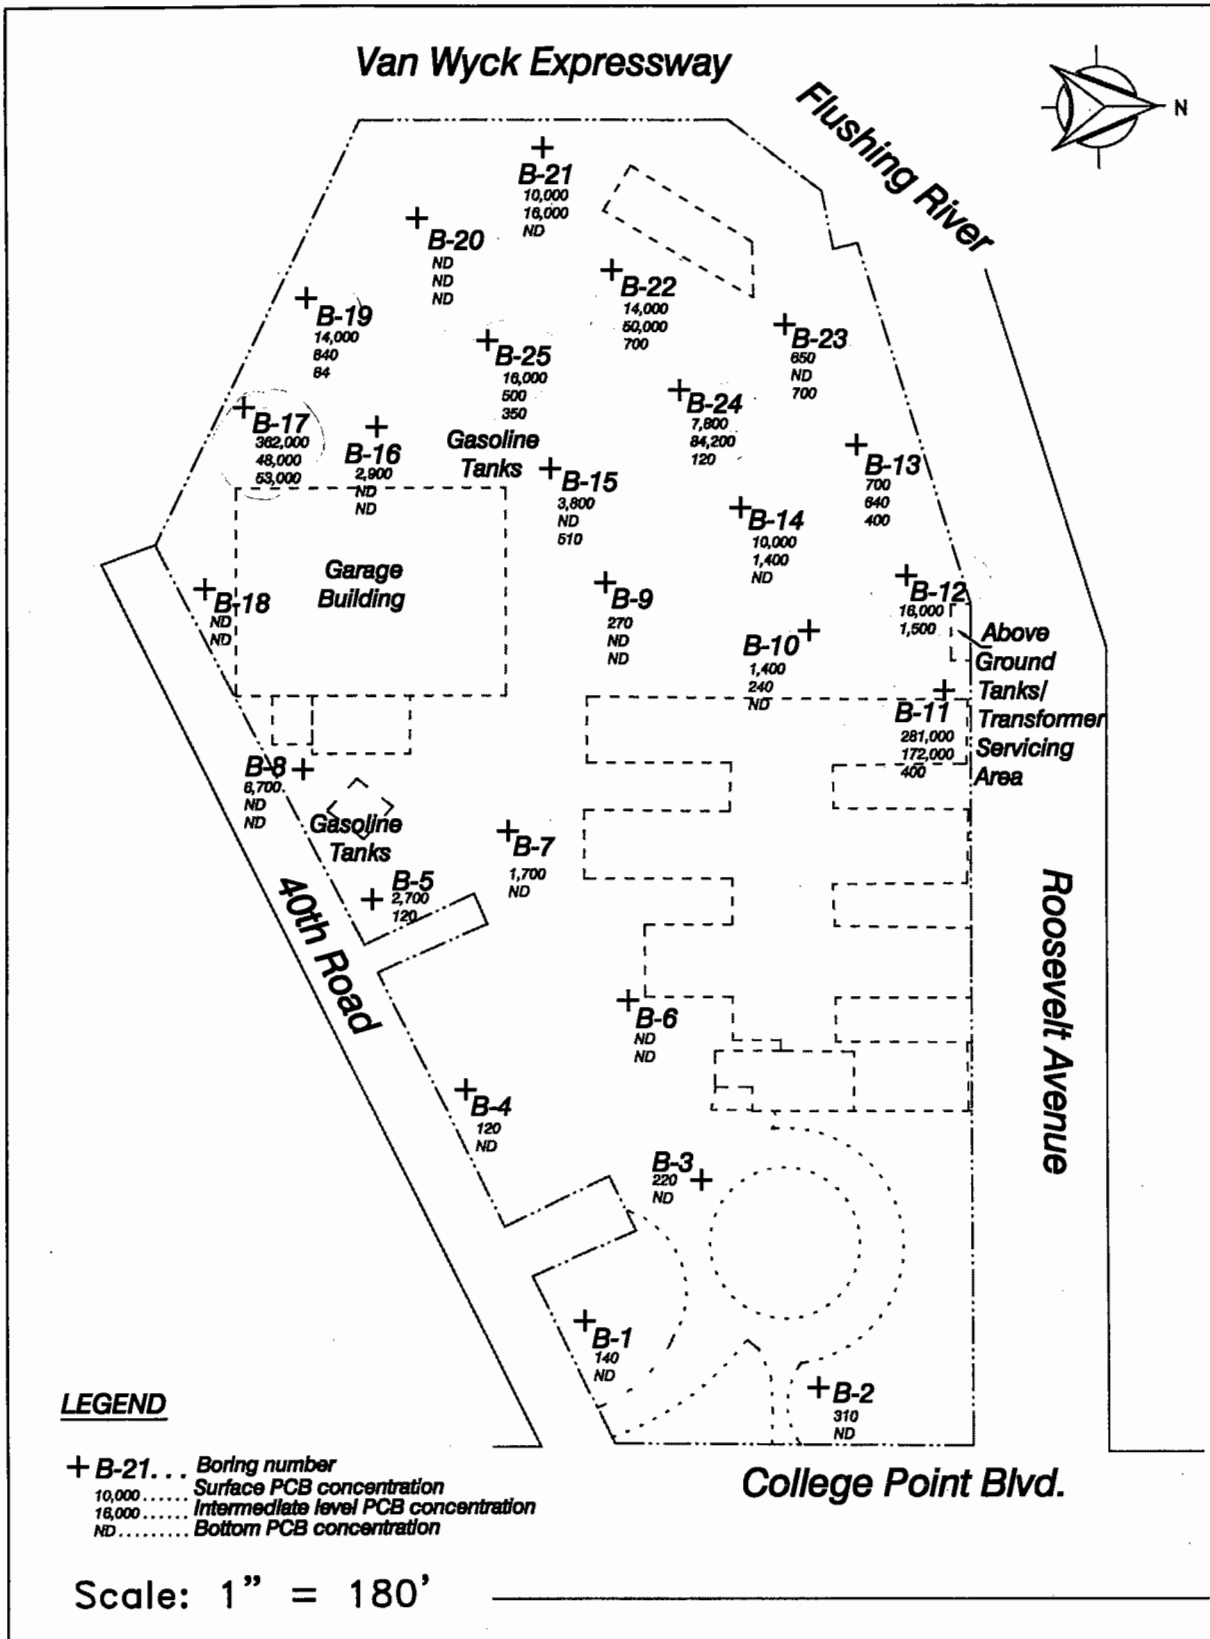 Van Wyck Expressway
Flushing River
N
B-21
10,000
16,000
ND
B-20
ND
ND
ND
B-22
14,000
60,000
700
B-19
14,000
840
84
B-23
650
ND
700
B-25
16,000
500
350
B-24
7,800
84,200
120
B-17
362,000
48,000
53,000
B-16
2,900
ND
ND
Gasoline
Tanks
B-15
3,800
ND
510
B-13
700
640
400
B-14
10,000
1,400
ND
Garage
Building
B-18
ND
ND
B-9
270
ND
ND
B-12
16,000
1,500
B-10
1,400
240
ND
Above
Ground
Tanks/
Transformer
Servicing
Area
B-11
281,000
172,000
400
B-8
6,700
ND
ND
Gasoline
Tanks
B-7
1,700
ND
B-5
2,700
120
40th Road
Roosevelt Avenue
B-6
ND
ND
B-4
120
ND
B-3
220
ND
B-1
140
ND
B-2
310
ND
College Point Blvd.
LEGEND
B-21... Boring number
10,000...... Surface PCB concentration
16,000...... Intermediate level PCB concentration
ND......... Bottom PCB concentration
Scale: 1" = 180'